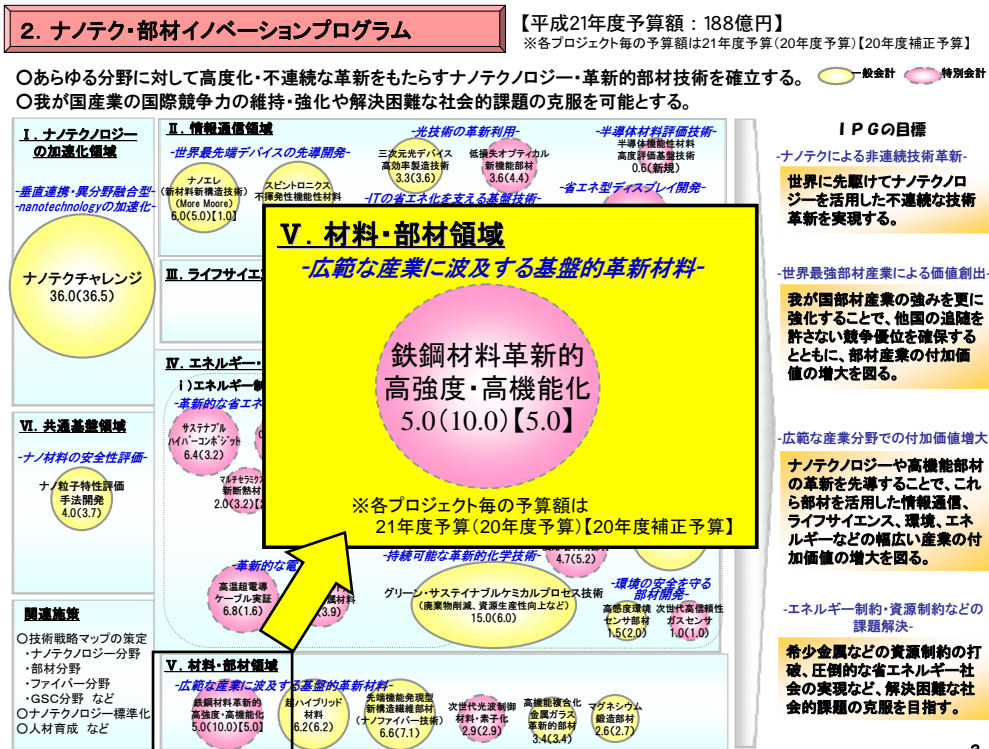 2．ナノテク・部材イノベーションプログラム
【平成21年度予算額：188億円】
※各プロジェクト毎の予算額は21年度予算(20年度予算)【20年度補正予算】
○あらゆる分野に対して高度化・不連続な革新をもたらすナノテクノロジー・革新的部材技術を確立する。
○我が国産業の国際競争力の維持・強化や解決困難な社会的課題の克服を可能とする。
一般会計
特別会計
Ⅰ．ナノテクノロジー
の加速化領域
-垂直連携・異分野融合型-
-nanotechnologyの加速化-
ナノテクチャレンジ
36.0(36.5)
Ⅵ．共通基盤領域
-ナノ材料の安全性評価-
ナノ粒子特性評価
手法開発
4.0(3.7)
関連施策
○技術戦略マップの策定
・ナノテクノロジー分野
・部材分野
・ファイバー分野
・GSC分野 など
○ナノテクノロジー標準化
○人材育成 など
Ⅱ．情報通信領域
-世界最先端デバイスの先導開発-
ナノエレ
(新材料新構造技術)
(More Moore)
6.0(5.0)【1.0】
スピントロニクス
不揮発性機能性材料
-光技術の革新利用-
三次元光デバイス
高効率製造技術
3.3(3.6)
低損失オプティカル
新機能部材
3.6(4.4)
-ITの省エネ化を支える基盤技術-
-半導体材料評価技術-
半導体機能性材料
高度評価基盤技術
0.6(新規)
-省エネ型ディスプレイ開発-
Ⅲ．ライフサイエ
Ⅳ．エネルギー・
ⅰ)エネルギー制
-革新的な省エネ
サステナブル
ハイパーコンポジット
6.4(3.2)
マルチセラミクス
新断熱材
2.0(3.2)【
-革新的な電
高温超電導
ケーブル実証
6.8(1.6)
属材料
(3.9)
Ⅴ．材料・部材領域
-広範な産業に波及する基盤的革新材料-
鉄鋼材料革新的
高強度・高機能化
5.0(10.0)【5.0】
※各プロジェクト毎の予算額は
21年度予算(20年度予算)【20年度補正予算】
-持続可能な革新的化学技術-
4.7(5.2)
グリーン・サステイナブルケミカルプロセス技術
(廃棄物削減、資源生産性向上など)
15.0(6.0)
-環境の安全を守る
部材開発-
高感度環境
センサ部材
1.5(2.0)
次世代高信頼性
ガスセンサ
1.0(1.0)
Ⅴ．材料・部材領域
-広範な産業に波及する基盤的革新材料-
鉄鋼材料革新的
高強度・高機能化
5.0(10.0)【5.0】
超ハイブリッド
材料
6.2(6.2)
先端機能発現型
新構造繊維部材
(ナノファイバー技術)
6.6(7.1)
次世代光波制御
材料・素子化
2.9(2.9)
高機能複合化
金属ガラス
革新的部材
3.4(3.4)
マグネシウム
鍛造部材
2.6(2.7)
ＩＰＧの目標
-ナノテクによる非連続技術革新-
世界に先駆けてナノテクノロ
ジーを活用した不連続な技術
革新を実現する。
-世界最強部材産業による価値創出-
我が国部材産業の強みを更に
強化することで、他国の追随を
許さない競争優位を確保する
とともに、部材産業の付加価
値の増大を図る。
-広範な産業分野での付加価値増大
ナノテクノロジーや高機能部材
の革新を先導することで、これ
ら部材を活用した情報通信、
ライフサイエンス、環境、エネ
ルギーなどの幅広い産業の付
加価値の増大を図る。
-エネルギー制約・資源制約などの
課題解決-
希少金属などの資源制約の打
破、圧倒的な省エネルギー社
会の実現など、解決困難な社
会的課題の克服を目指す。